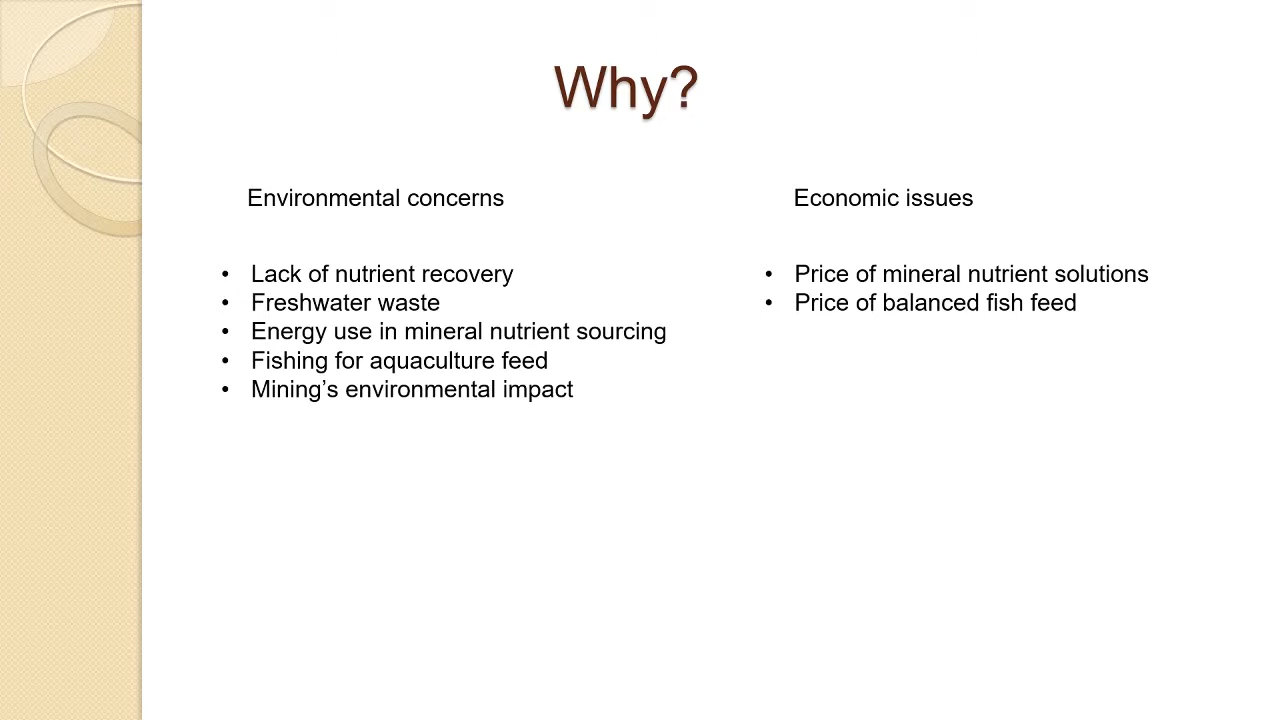 Why?
Environmental concerns
• Lack of nutrient recovery
• Freshwater waste
• Energy use in mineral nutrient sourcing
• Fishing for aquaculture feed
• Mining’s environmental impact
Economic issues
• Price of mineral nutrient solutions
• Price of balanced fish feed